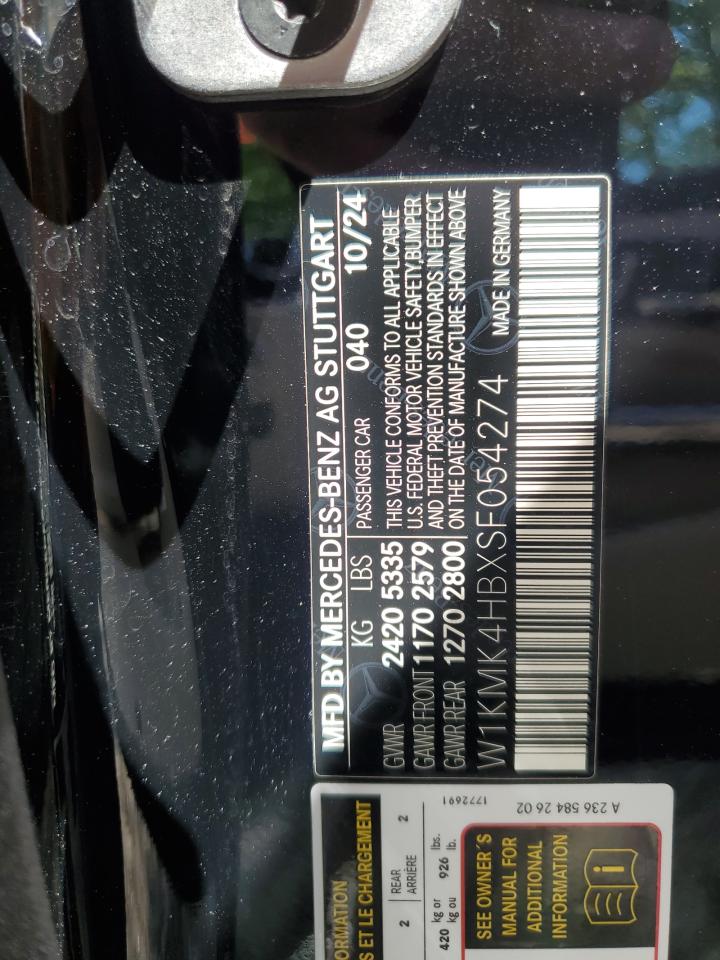 MFD BY MERCEDES-BENZ AG STUTTGART
KG LBS PASSENGER CAR 040 10/24
GVWR 2420 5335 THIS VEHICLE CONFORMS TO ALL APPLICABLE
GAWR FRONT 1170 2579 U.S. FEDERAL MOTOR VEHICLE SAFETY,BUMPER,
AND THEFT PREVENTION STANDARDS IN EFFECT
GAWR REAR 1270 2800 ON THE DATE OF MANUFACTURE SHOWN ABOVE
W1KMK4HBXSF054274 MADE IN GERMANY
ORMATION
S ET LE CHARGEMENT
2 REAR 2
ARRIÈRE
420 kg or 926 lbs.
kg ou lb.
1772691
SEE OWNER'S
MANUAL FOR
ADDITIONAL
INFORMATION
A 236 584 26 02